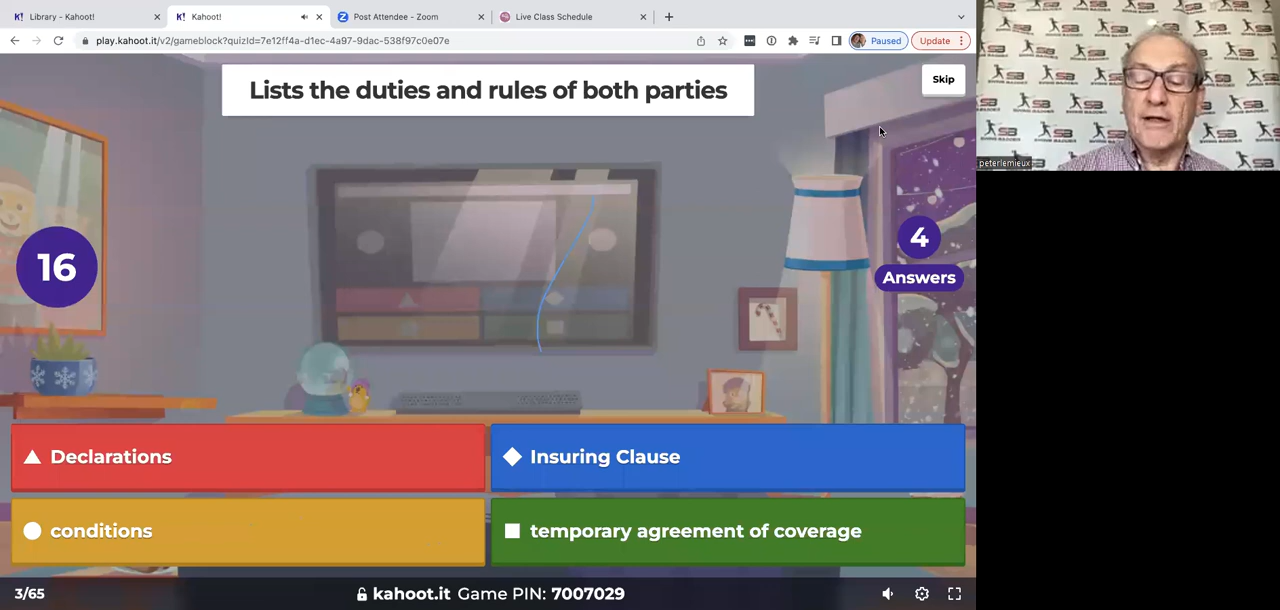 Library - Kahoot!
Kahoot!
Post Attendee - Zoom
Live Class Schedule
play.kahoot.it/v2/gameblock?quizId=7e12ff4a-d1ec-4a97-9dac-538f97c0e07e
Paused
Update
Lists the duties and rules of both parties
Skip
peterlemieux
16
4
Answers
Declarations
Insuring Clause
conditions
temporary agreement of coverage
3/65
kahoot.it Game PIN: 7007029